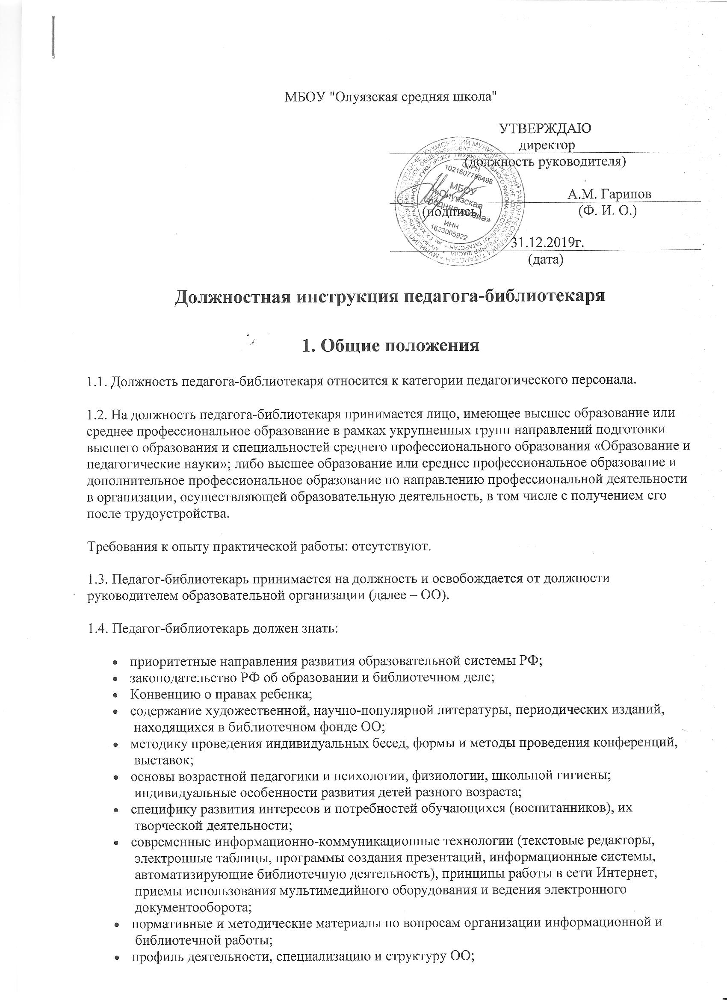 МБОУ "Олуязская средняя школа"
УТВЕРЖДАЮ
директор
(должность руководителя)
А.М. Гарипов
(подпись) (Ф. И. О.)
31.12.2019г.
(дата)
ОГРН
1021607755498
МБОУ
«Олуязская
средняя школа»
ИНН
1623005922
Должностная инструкция педагога-библиотекаря
1. Общие положения
1.1. Должность педагога-библиотекаря относится к категории педагогического персонала.
1.2. На должность педагога-библиотекаря принимается лицо, имеющее высшее образование или
среднее профессиональное образование в рамках укрупненных групп направлений подготовки
высшего образования и специальностей среднего профессионального образования «Образование и
педагогические науки»; либо высшее образование или среднее профессиональное образование и
дополнительное профессиональное образование по направлению профессиональной деятельности
в организации, осуществляющей образовательную деятельность, в том числе с получением его
после трудоустройства.
Требования к опыту практической работы: отсутствуют.
1.3. Педагог-библиотекарь принимается на должность и освобождается от должности
руководителем образовательной организации (далее – ОО).
1.4. Педагог-библиотекарь должен знать:
• приоритетные направления развития образовательной системы РФ;
• законодательство РФ об образовании и библиотечном деле;
• Конвенцию о правах ребенка;
• содержание художественной, научно-популярной литературы, периодических изданий,
находящихся в библиотечном фонде ОО;
• методику проведения индивидуальных бесед, формы и методы проведения конференций,
выставок;
• основы возрастной педагогики и психологии, физиологии, школьной гигиены;
индивидуальные особенности развития детей разного возраста;
• специфику развития интересов и потребностей обучающихся (воспитанников), их
творческой деятельности;
• современные информационно-коммуникационные технологии (текстовые редакторы,
электронные таблицы, программы создания презентаций, информационные системы,
автоматизирующие библиотечную деятельность), принципы работы в сети Интернет,
приемы использования мультимедийного оборудования и ведения электронного
документооборота;
• нормативные и методические материалы по вопросам организации информационной и
библиотечной работы;
• профиль деятельности, специализацию и структуру ОО;